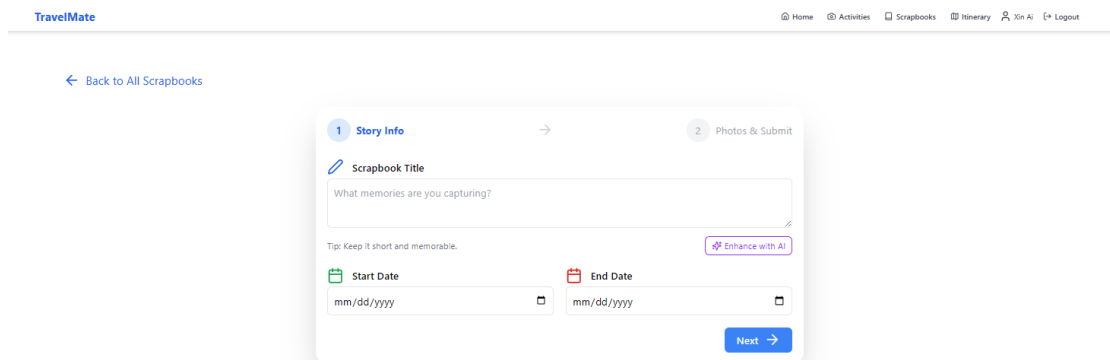 TravelMate Home Activities Scrapbooks Itinerary Xin Ai Logout
Back to All Scrapbooks
1 Story Info 2 Photos & Submit
Scrapbook Title
What memories are you capturing?
Tip: Keep it short and memorable. Enhance with AI
Start Date End Date
mm/dd/yyyy mm/dd/yyyy
Next